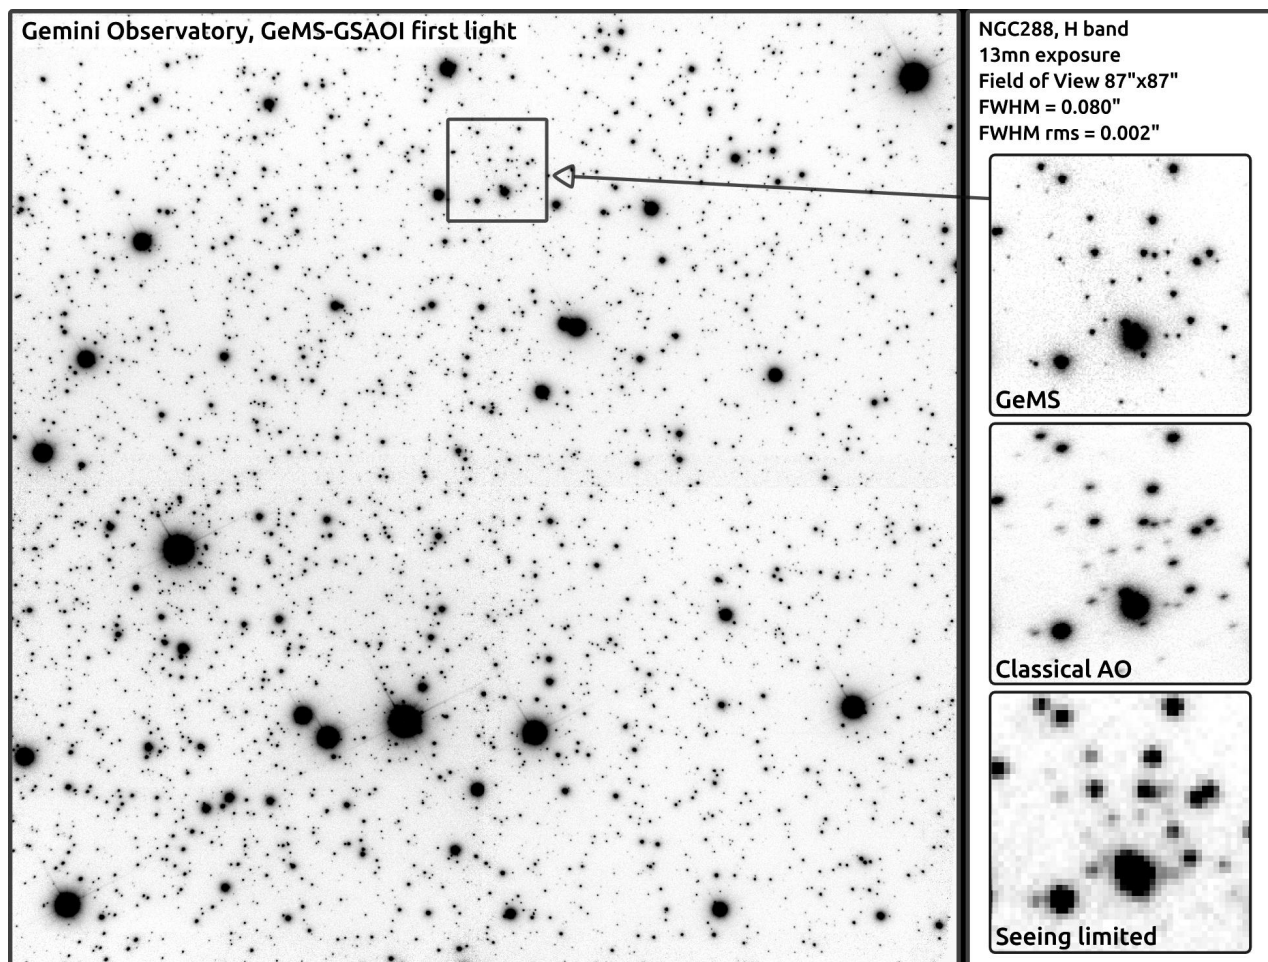 Gemini Observatory, GeMS-GSAOI first light
NGC288, H band
13mn exposure
Field of View 87"x87"
FWHM = 0.080"
FWHM rms = 0.002"
GeMS
Classical AO
Seeing limited